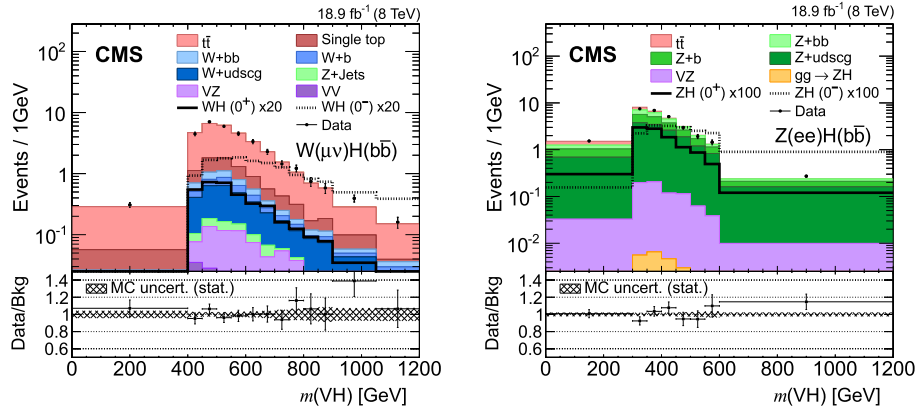 18.9 fb⁻¹ (8 TeV)
CMS
tt̄
Single top
W+bb
W+b
W+udscg
Z+Jets
VZ
VV
WH (0⁺) x20
WH (0⁻) x20
Data
W(μν)H(bb̄)
Events / 1GeV
10²
10
1
10⁻¹
MC uncert. (stat.)
Data/Bkg
1.4
1.2
1
0.8
0.6
0 200 400 600 800 1000 1200
m(VH) [GeV]
18.9 fb⁻¹ (8 TeV)
CMS
tt̄
Z+bb
Z+b
Z+udscg
VZ
gg → ZH
ZH (0⁺) x100
ZH (0⁻) x100
Data
Z(ee)H(bb̄)
Events / 1GeV
10²
10
1
10⁻¹
10⁻²
MC uncert. (stat.)
Data/Bkg
1.4
1.2
1
0.8
0.6
0 200 400 600 800 1000 1200
m(VH) [GeV]